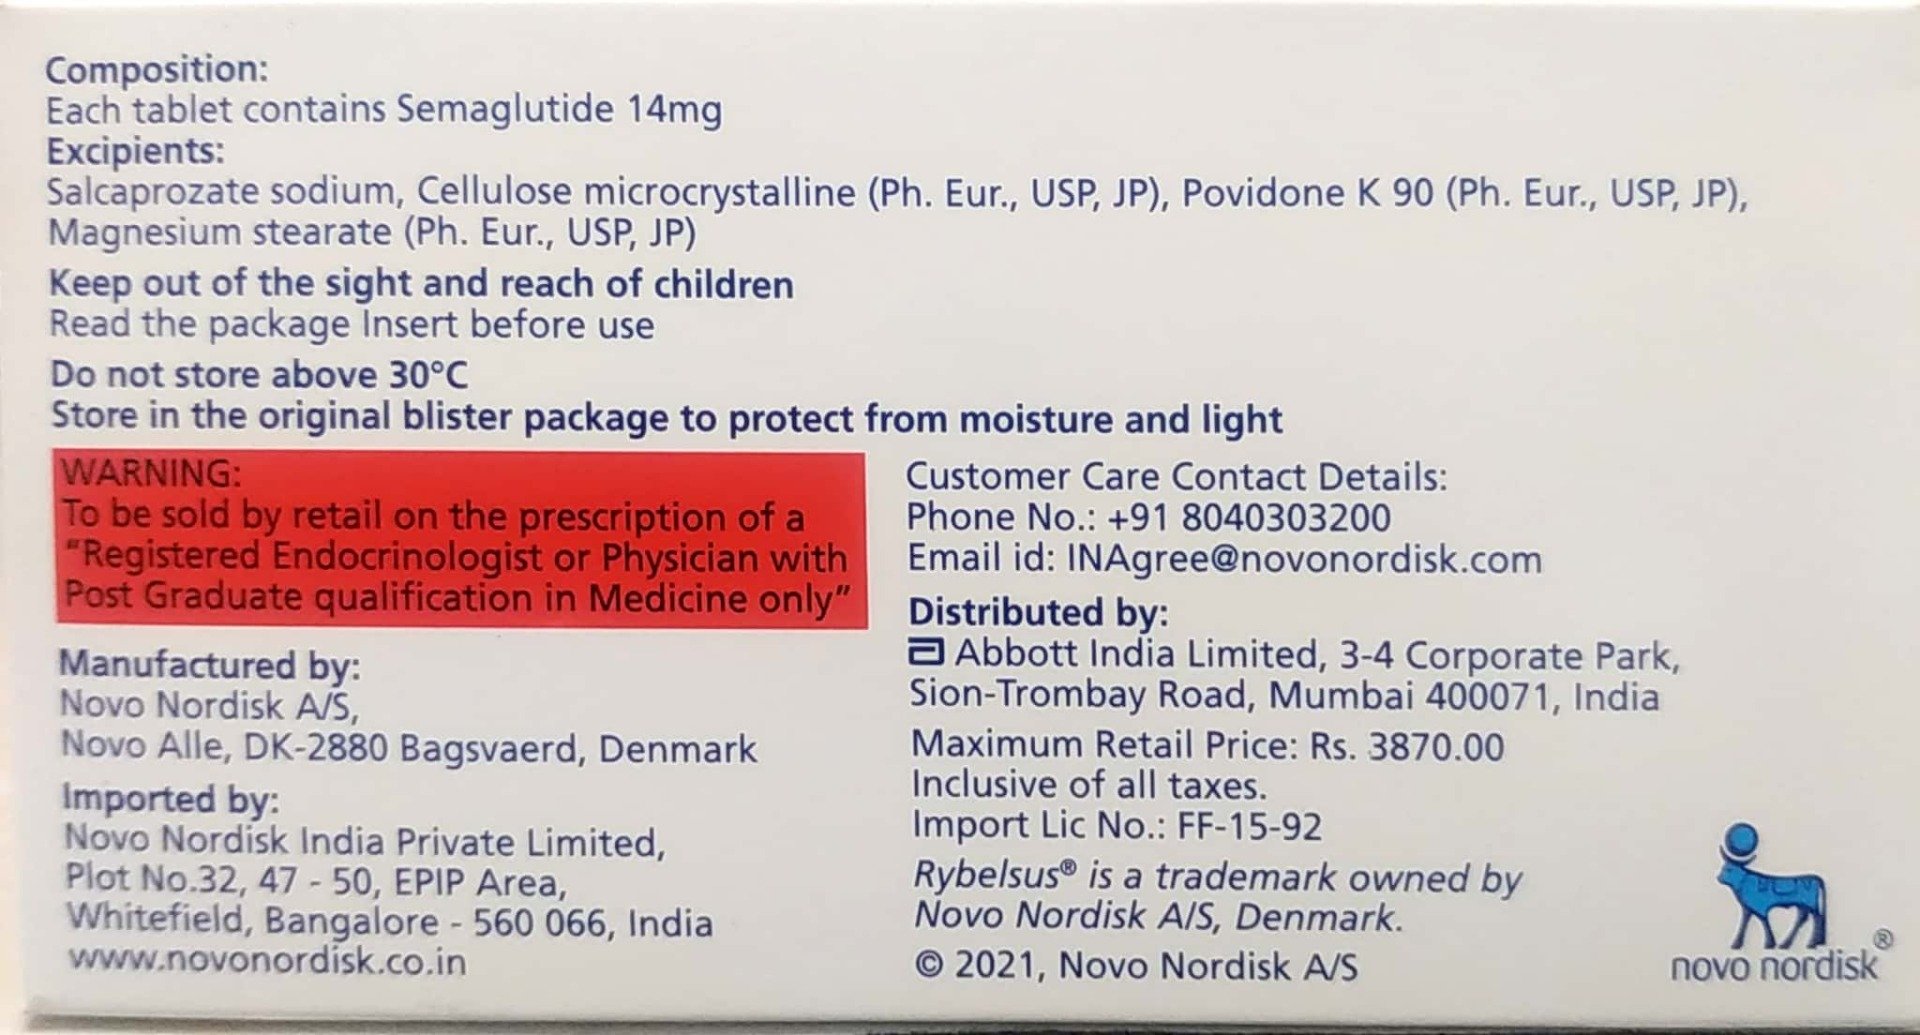 Composition:
Each tablet contains Semaglutide 14mg
Excipients:
Salcaprozate sodium, Cellulose microcrystalline (Ph. Eur., USP, JP), Povidone K 90 (Ph. Eur., USP, JP),
Magnesium stearate (Ph. Eur., USP, JP)
Keep out of the sight and reach of children
Read the package Insert before use
Do not store above 30°C
Store in the original blister package to protect from moisture and light
WARNING:
To be sold by retail on the prescription of a
"Registered Endocrinologist or Physician with
Post Graduate qualification in Medicine only"
Manufactured by:
Novo Nordisk A/S,
Novo Alle, DK-2880 Bagsvaerd, Denmark
Imported by:
Novo Nordisk India Private Limited,
Plot No.32, 47 - 50, EPIP Area,
Whitefield, Bangalore - 560 066, India
www.novonordisk.co.in
Customer Care Contact Details:
Phone No.: +91 8040303200
Email id: INAgree@novonordisk.com
Distributed by:
Abbott India Limited, 3-4 Corporate Park,
Sion-Trombay Road, Mumbai 400071, India
Maximum Retail Price: Rs. 3870.00
Inclusive of all taxes.
Import Lic No.: FF-15-92
Rybelsus® is a trademark owned by
Novo Nordisk A/S, Denmark.
© 2021, Novo Nordisk A/S
novo nordisk®